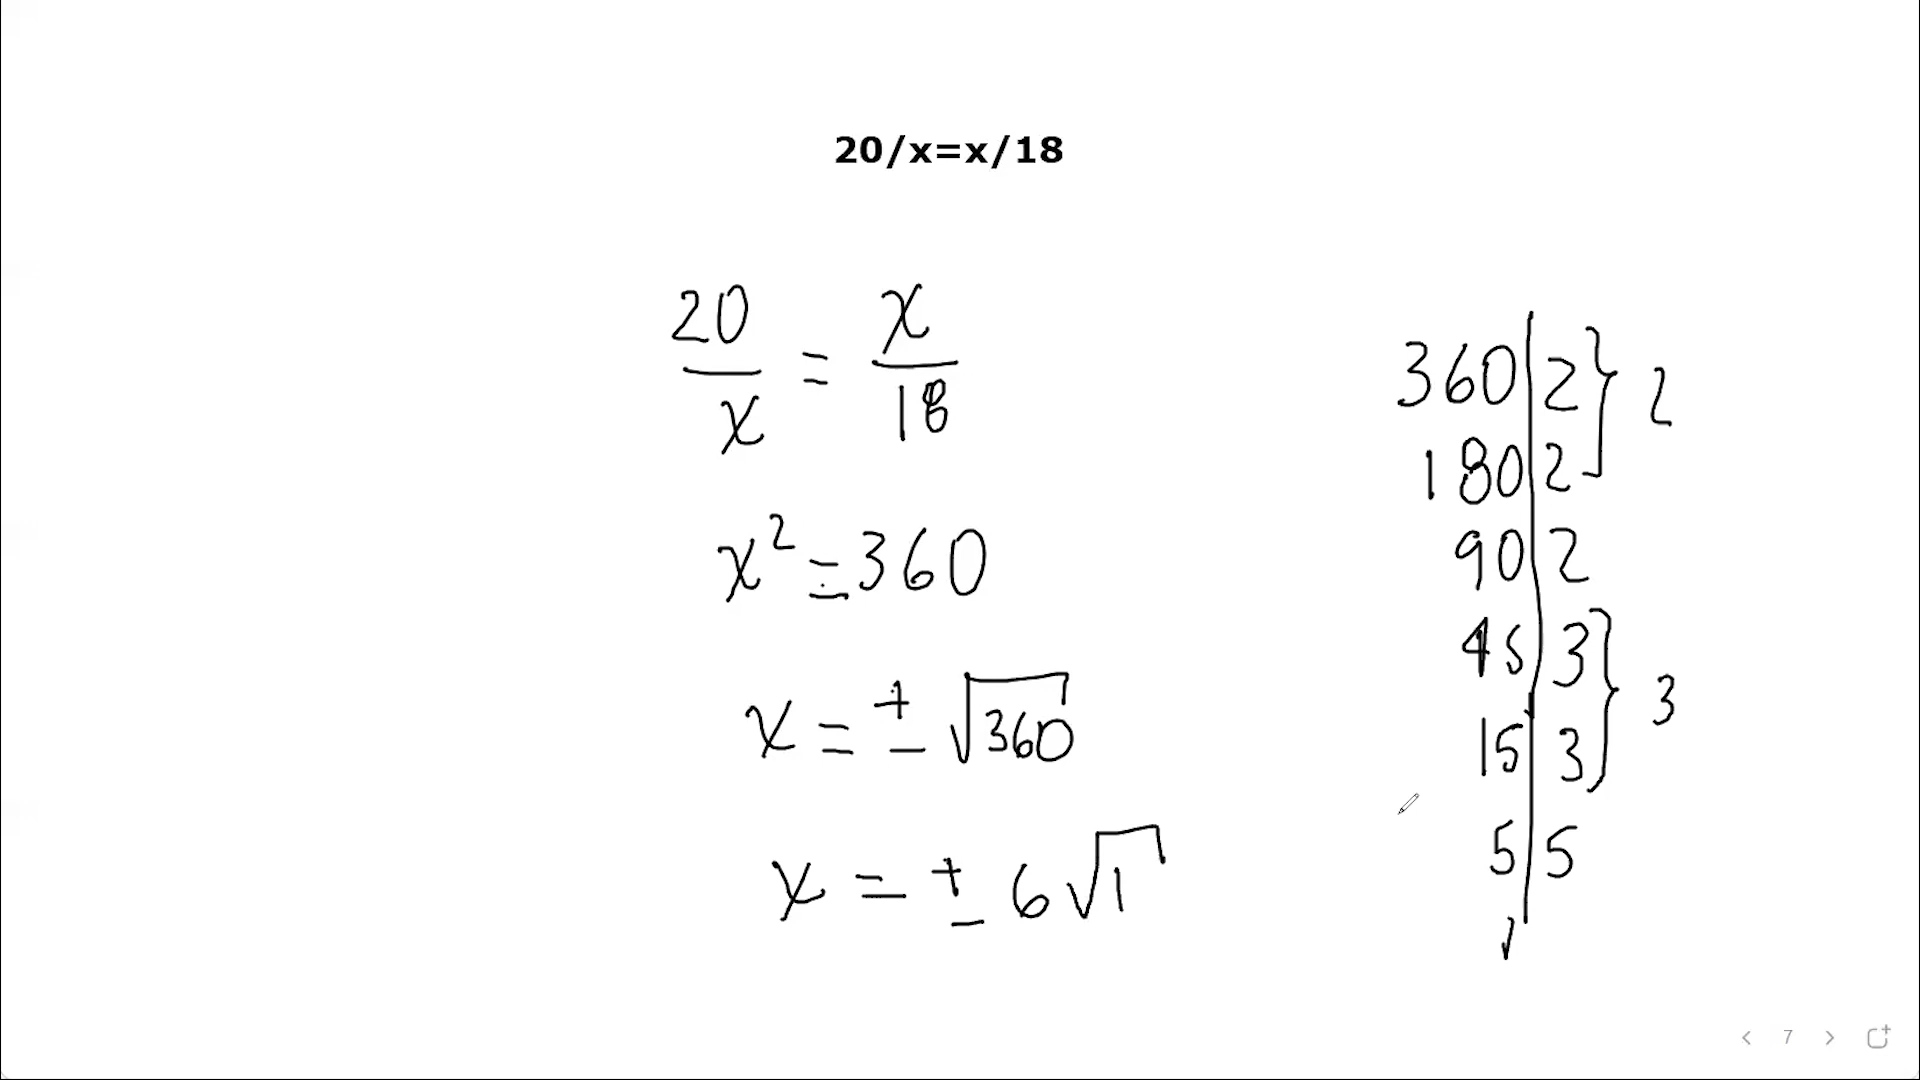 20/x=x/18
20/x = x/18
x² = 360
x = ± √360
x = ± 6√1
360|2 } 2
180|2
90|2
45|3 } 3
15|3
5|5
1
7